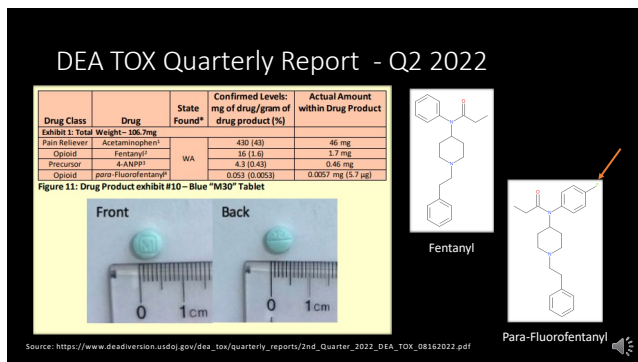 DEA TOX Quarterly Report - Q2 2022
Drug Class Drug State Found* Confirmed Levels: mg of drug/gram of drug product (%) Actual Amount within Drug Product
Exhibit 1: Total Weight – 106.7mg
Pain Reliever Acetaminophen¹ WA 430 (43) 46 mg
Opioid Fentanyl² 16 (1.6) 1.7 mg
Precursor 4-ANPP³ 4.3 (0.43) 0.46 mg
Opioid para-Fluorofentanyl⁸ 0.053 (0.0053) 0.0057 mg (5.7 µg)
Figure 11: Drug Product exhibit #10 – Blue "M30" Tablet
Front Back
M 30
0 1cm 0 1cm
Fentanyl
Para-Fluorofentanyl
Source: https://www.deadiversion.usdoj.gov/dea_tox/quarterly_reports/2nd_Quarter_2022_DEA_TOX_08162022.pdf